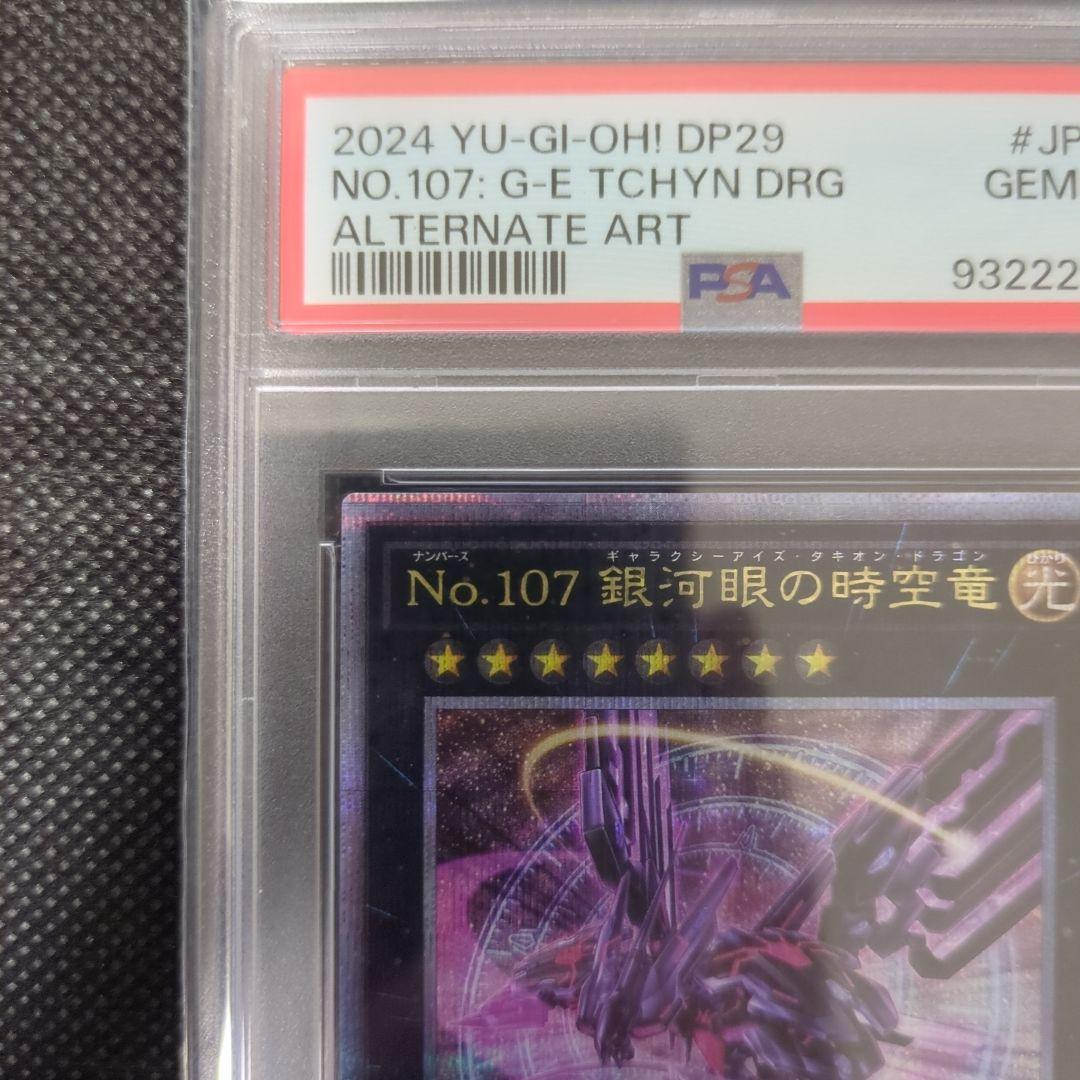 2024 YU-GI-OH! DP29 #JP
NO.107: G-E TCHYN DRG GEM
ALTERNATE ART
PSA 93222
ナンバーズ ギャラクシーアイズ・タキオン・ドラゴン ひかり
No.107 銀河眼の時空竜 光